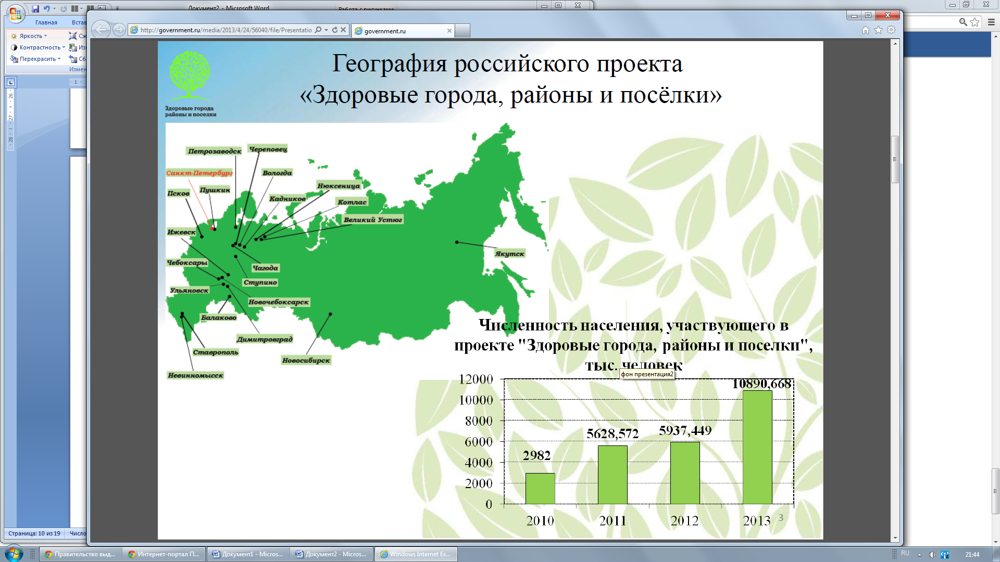 Документ2 - Microsoft Word
Работа с рисунками
Главная
Встав
Яркость
Контрастность
Перекрасить
Измен
http://government.ru/media/2013/4/24/56040/file/Presentatio
government.ru
География российского проекта
«Здоровые города, районы и посёлки»
Здоровые города
районы и поселки
Петрозаводск
Череповец
Санкт-Петербург
Вологда
Псков
Пушкин
Нюксеница
Кадников
Котлас
Великий Устюг
Ижевск
Якутск
Чебоксары
Чагода
Ступино
Ульяновск
Новочебоксарск
Балаково
Димитровград
Ставрополь
Новосибирск
Невинномысск
Численность населения, участвующего в
проекте "Здоровые города, районы и поселки",
тыс. человек
фон презентация2
12000
10000
8000
6000
4000
2000
0
2982
5628,572
5937,449
10890,668
2010
2011
2012
2013
3
Страница: 10 из 19
Число
Правительство выд...
Интернет-портал П...
Документ1 - Micros...
Документ2 - Micros...
Windows Internet Ex...
RU
21:44